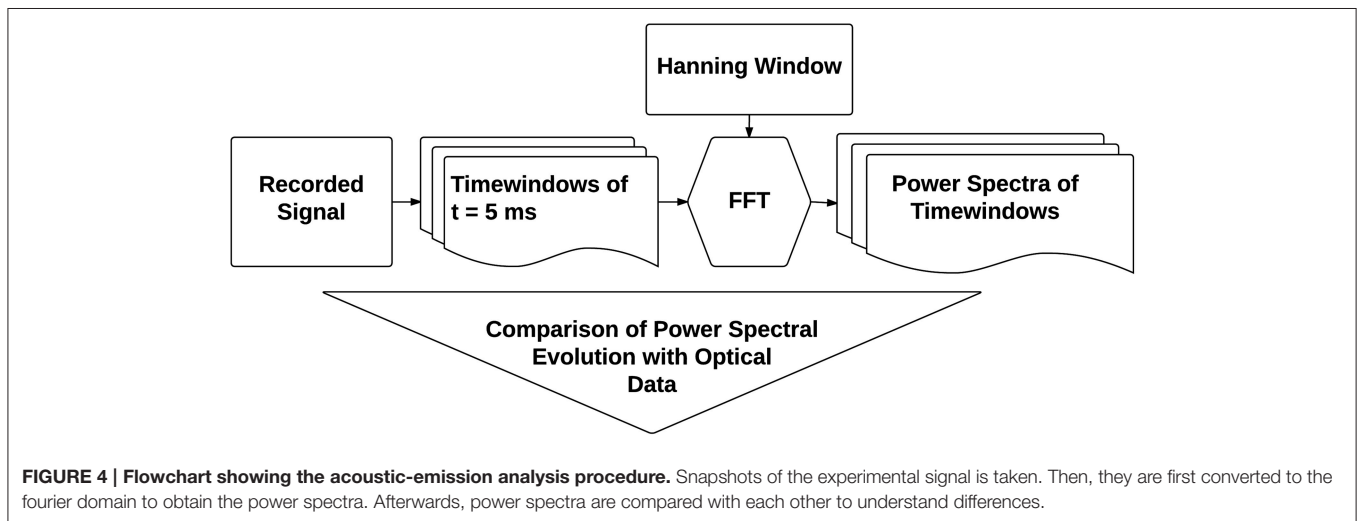 Hanning Window
Recorded
Signal
Timewindows of
t = 5 ms
FFT
Power Spectra of
Timewindows
Comparison of Power Spectral
Evolution with Optical
Data
FIGURE 4 | Flowchart showing the acoustic-emission analysis procedure. Snapshots of the experimental signal is taken. Then, they are first converted to the
fourier domain to obtain the power spectra. Afterwards, power spectra are compared with each other to understand differences.